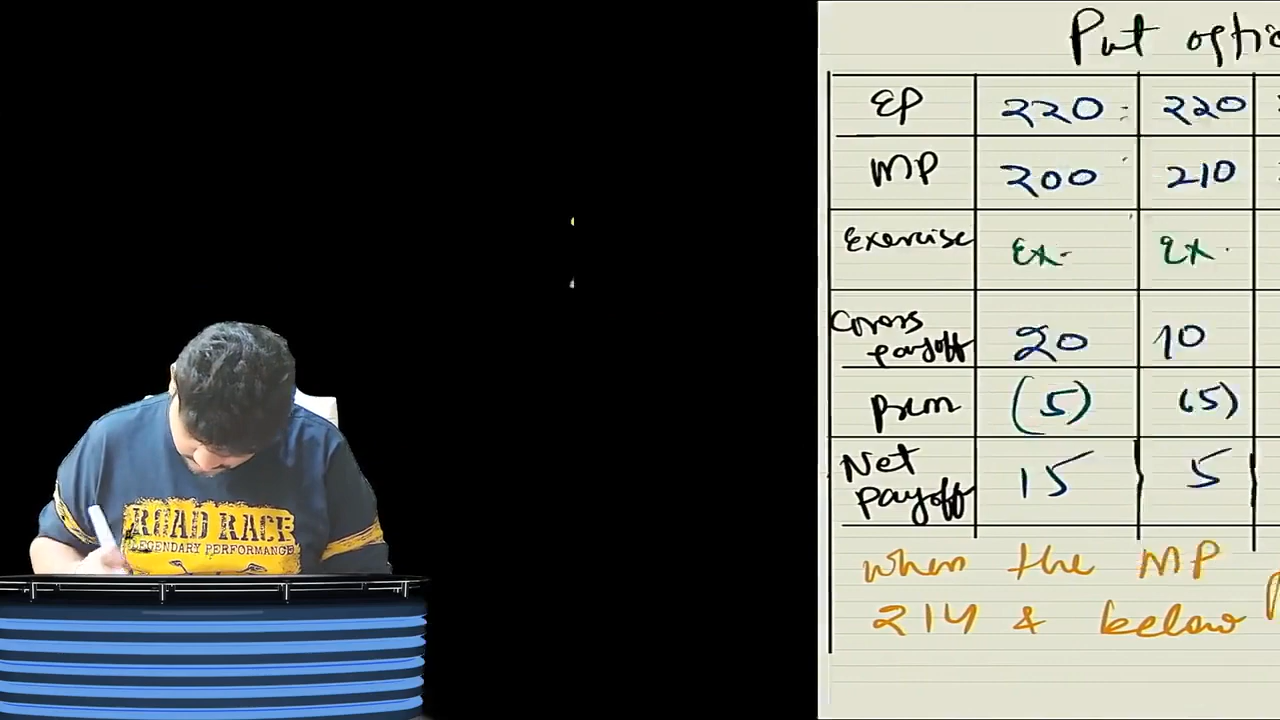 Put optio
EP 220 220
MP 200 210
Exercise Ex. Ex.
Gross payoff 20 10
Prem (5) (5)
Net payoff 15 5
when the MP
214 & below
ROAD RACE
LEGENDARY PERFORMANCE